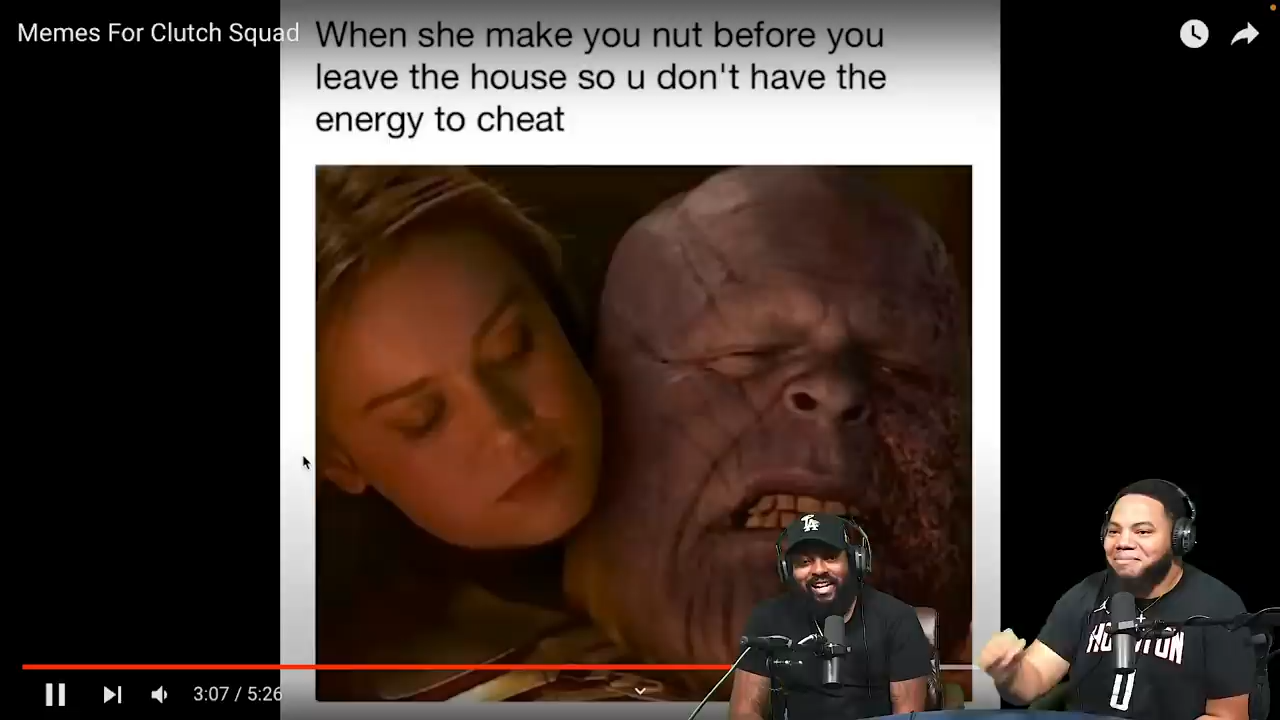 Memes For Clutch Squad
When she make you nut before you
leave the house so u don't have the
energy to cheat
LA
HOUSTON
0
3:07 / 5:26